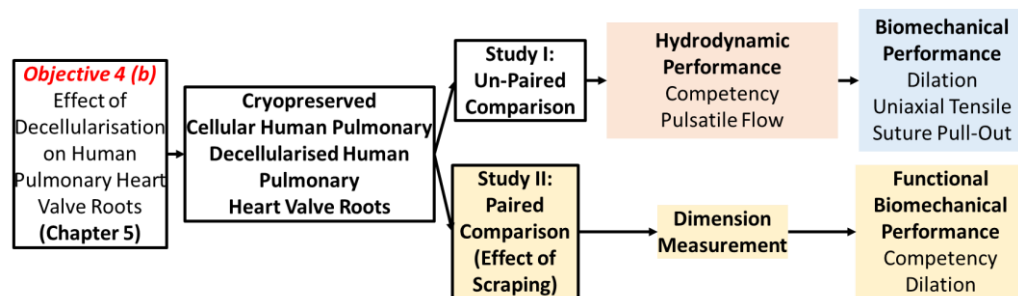 Objective 4 (b)
Effect of
Decellularisation
on Human
Pulmonary Heart
Valve Roots
(Chapter 5)
Cryopreserved
Cellular Human Pulmonary
Decellularised Human
Pulmonary
Heart Valve Roots
Study I:
Un-Paired
Comparison
Hydrodynamic
Performance
Competency
Pulsatile Flow
Biomechanical
Performance
Dilation
Uniaxial Tensile
Suture Pull-Out
Study II:
Paired
Comparison
(Effect of
Scraping)
Dimension
Measurement
Functional
Biomechanical
Performance
Competency
Dilation